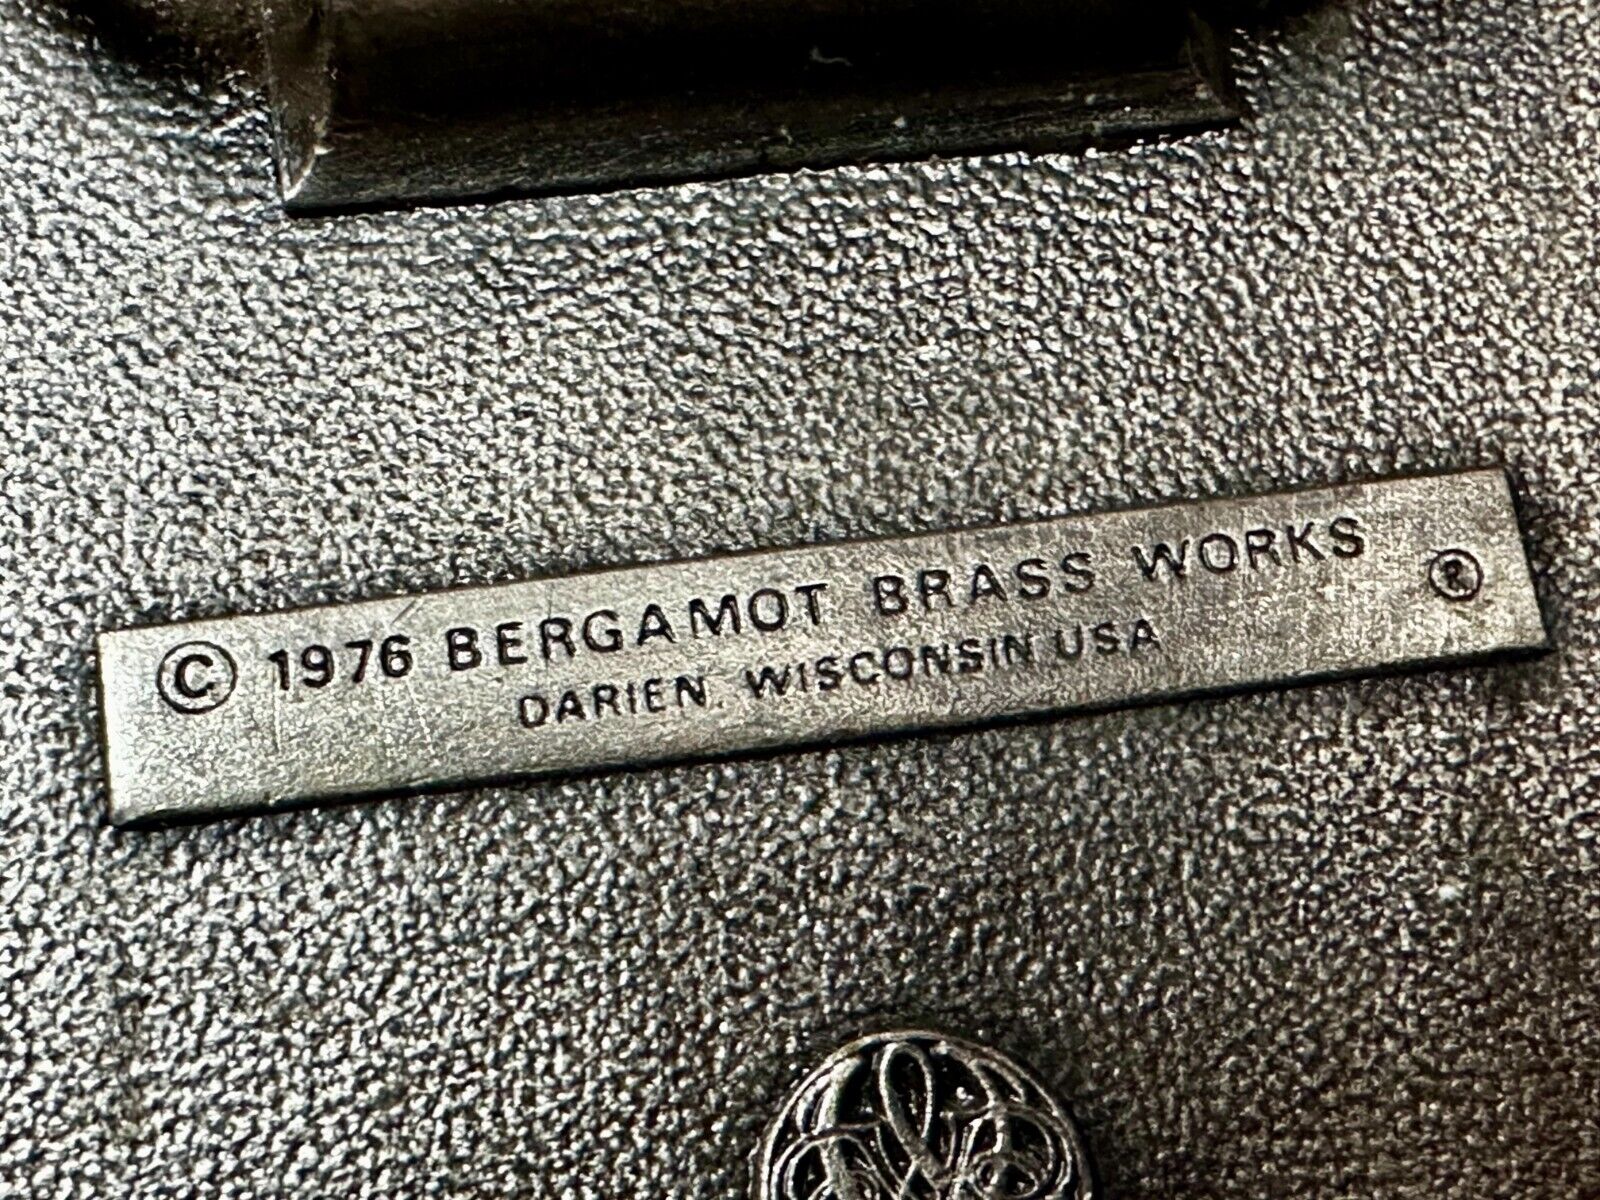 © 1976 BERGAMOT BRASS WORKS
DARIEN. WISCONSIN USA